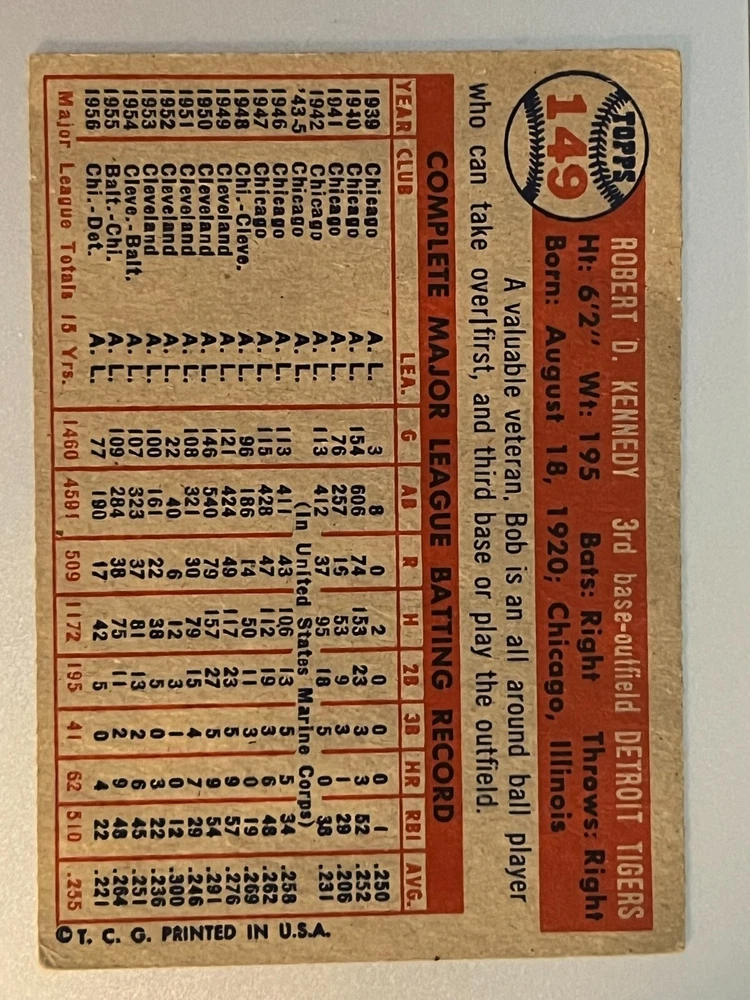 TOPPS
149
ROBERT D. KENNEDY 3rd base-outfield DETROIT TIGERS
Ht: 6'2" Wt: 195 Bats: Right Throws: Right
Born: August 18, 1920; Chicago, Illinois
A valuable veteran, Bob is an all around ball player
who can take over first, and third base or play the outfield.
COMPLETE MAJOR LEAGUE BATTING RECORD
YEAR CLUB LEA. G AB R H 2B 3B HR RBI AVG.
1939 Chicago A. L. 3 8 0 2 0 0 0 1 .250
1940 Chicago A. L. 154 606 74 153 23 3 3 52 .252
1941 Chicago A. L. 76 257 16 53 9 3 1 29 .206
1942 Chicago A. L. 113 412 37 95 18 5 0 38 .231
'43-5 Chicago A. L. (In United States Marine Corps)
1946 Chicago A. L. 113 411 43 106 13 5 5 34 .258
1947 Chicago A. L. 115 428 47 112 19 3 6 48 .262
1948 Chi.-Cleve. A. L. 96 186 14 50 11 3 0 19 .269
1949 Cleveland A. L. 121 424 49 117 23 5 9 57 .276
1950 Cleveland A. L. 146 540 79 157 27 5 9 54 .291
1951 Cleveland A. L. 108 321 30 79 15 4 7 29 .246
1952 Cleveland A. L. 22 40 6 12 3 1 0 12 .300
1953 Cleveland A. L. 100 161 22 38 5 0 3 22 .236
1954 Cleve.-Balt. A. L. 107 323 37 81 13 2 6 45 .251
1955 Balt.-Chi. A. L. 109 284 38 75 11 2 9 48 .264
1956 Chi.-Det. A. L. 77 190 17 42 5 0 4 22 .221
Major League Totals 15 Yrs. 1460 4591 509 1172 195 41 62 510 .255
© T. C. G. PRINTED IN U.S.A.